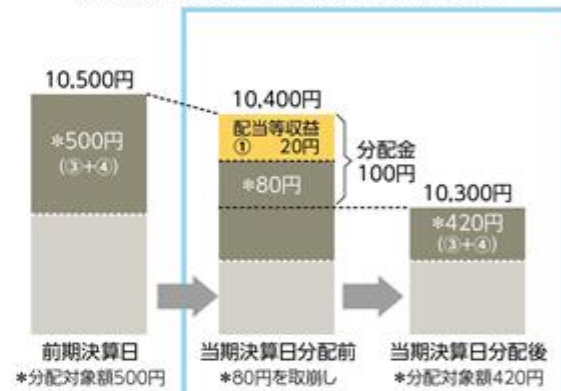 10,500円
*500円
(③+④)
10,400円
配当等収益
① 20円
*80円
分配金
100円
10,300円
*420円
(③+④)
前期決算日
*分配対象額500円
当期決算日分配前
*80円を取崩し
当期決算日分配後
*分配対象額420円